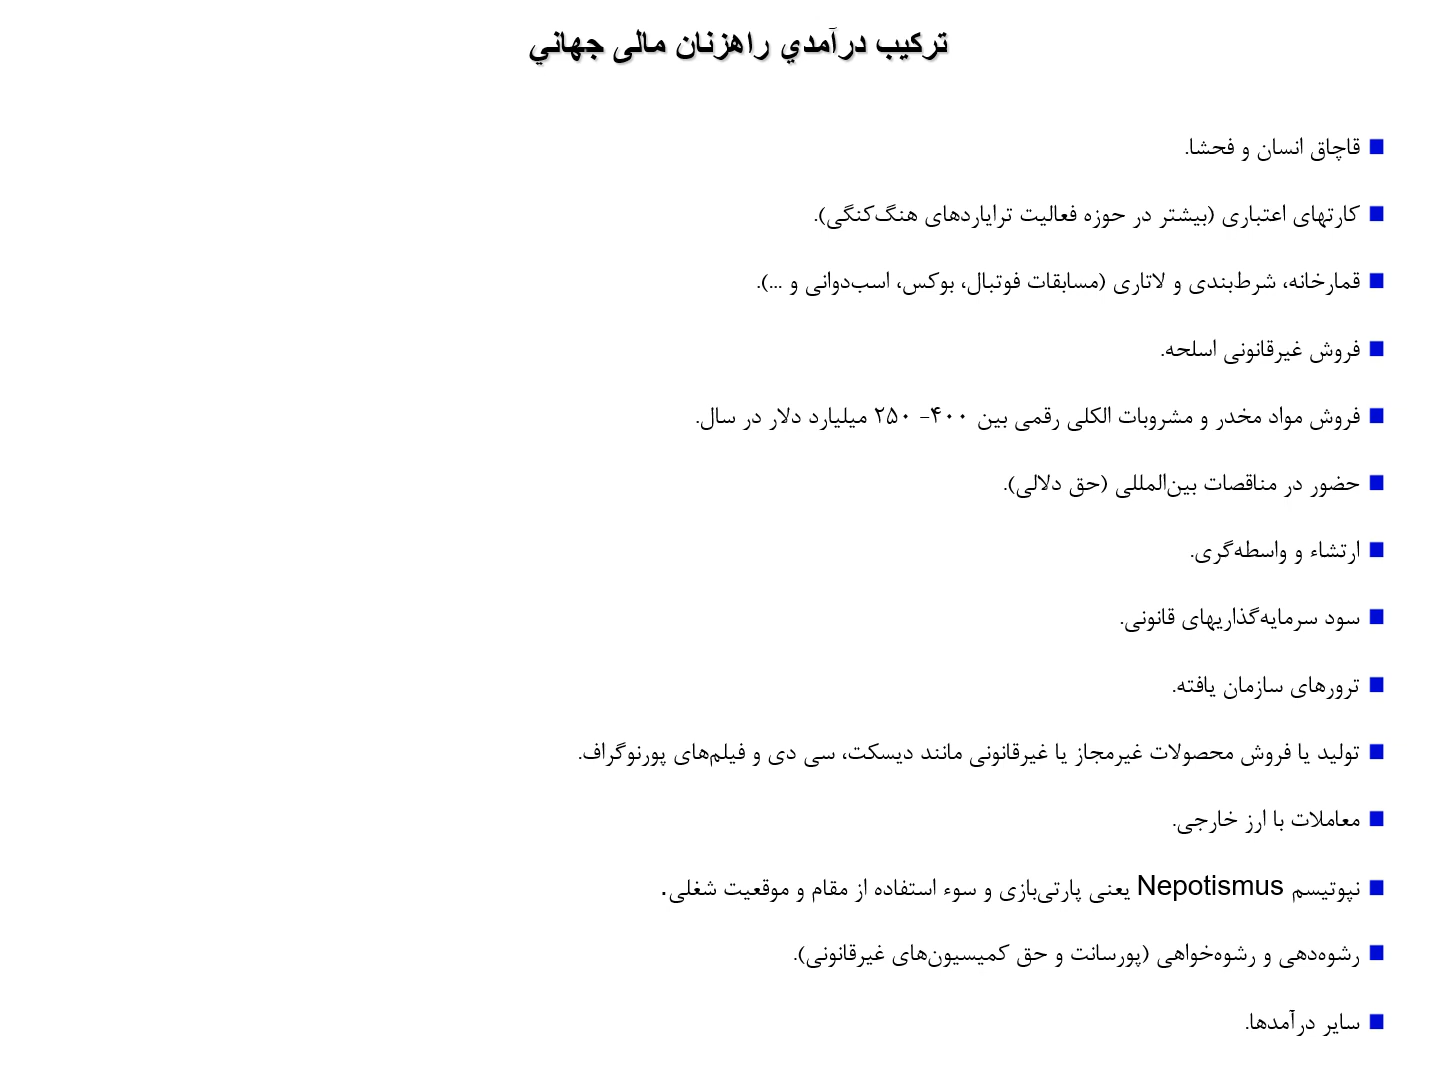 ترکیب درآمدي راهزنان مالی جهاني
■ قاچاق انسان و فحشا.
■ کارتهای اعتباری (بیشتر در حوزه فعالیت ترایاردهای هنگ‌کنگی).
■ قمارخانه، شرط‌بندی و لاتاری (مسابقات فوتبال، بوکس، اسب‌دوانی و ...).
■ فروش غیرقانونی اسلحه.
■ فروش مواد مخدر و مشروبات الکلی رقمی بین ۴۰۰- ۲۵۰ میلیارد دلار در سال.
■ حضور در مناقصات بین‌المللی (حق دلالی).
■ ارتشاء و واسطه‌گری.
■ سود سرمایه‌گذاریهای قانونی.
■ ترورهای سازمان یافته.
■ تولید یا فروش محصولات غیرمجاز یا غیرقانونی مانند دیسکت، سی دی و فیلم‌های پورنوگراف.
■ معاملات با ارز خارجی.
■ نپوتیسم Nepotismus یعنی پارتی‌بازی و سوء استفاده از مقام و موقعیت شغلی.
■ رشوه‌دهی و رشوه‌خواهی (پورسانت و حق کمیسیون‌های غیرقانونی).
■ سایر درآمدها.